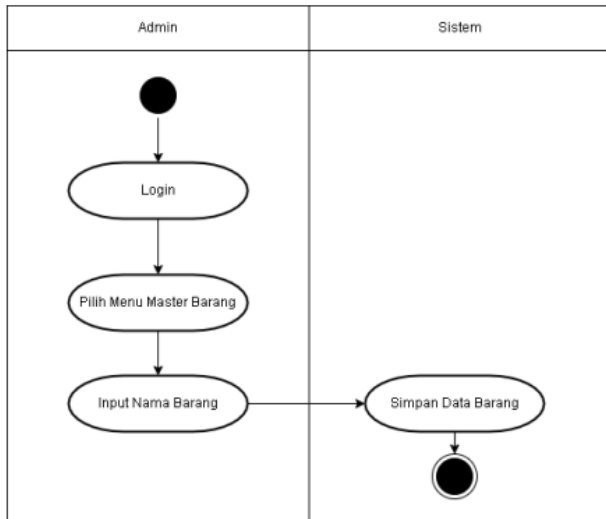 Admin
Sistem
Login
Pilih Menu Master Barang
Input Nama Barang
Simpan Data Barang